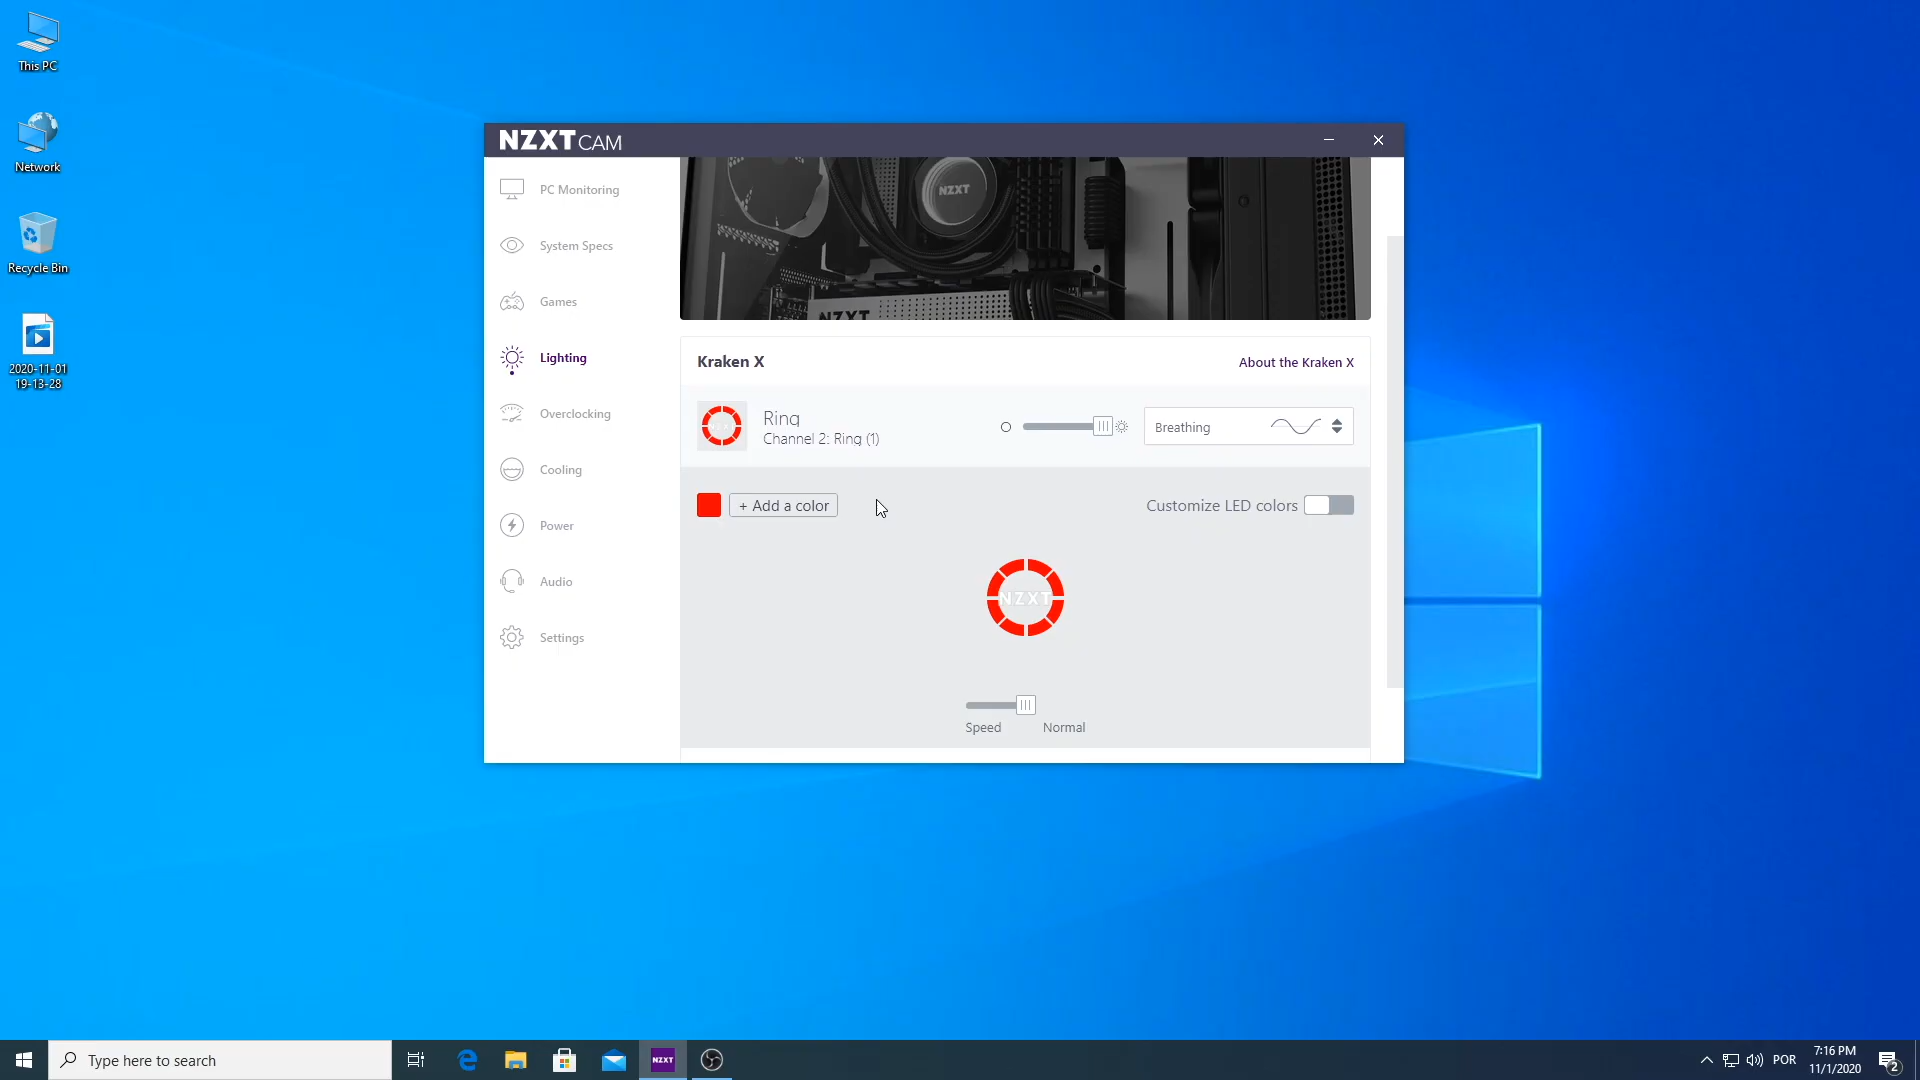 This PC
Network
Recycle Bin
2020-11-01
19-13-28
NZXT CAM
PC Monitoring
System Specs
Games
Lighting
Overclocking
Cooling
Power
Audio
Settings
NZXT
NZXT
Kraken X
About the Kraken X
Ring
Channel 2: Ring (1)
Breathing
+ Add a color
Customize LED colors
NZXT
Speed
Normal
Type here to search
NZXT
POR
7:16 PM
11/1/2020
2